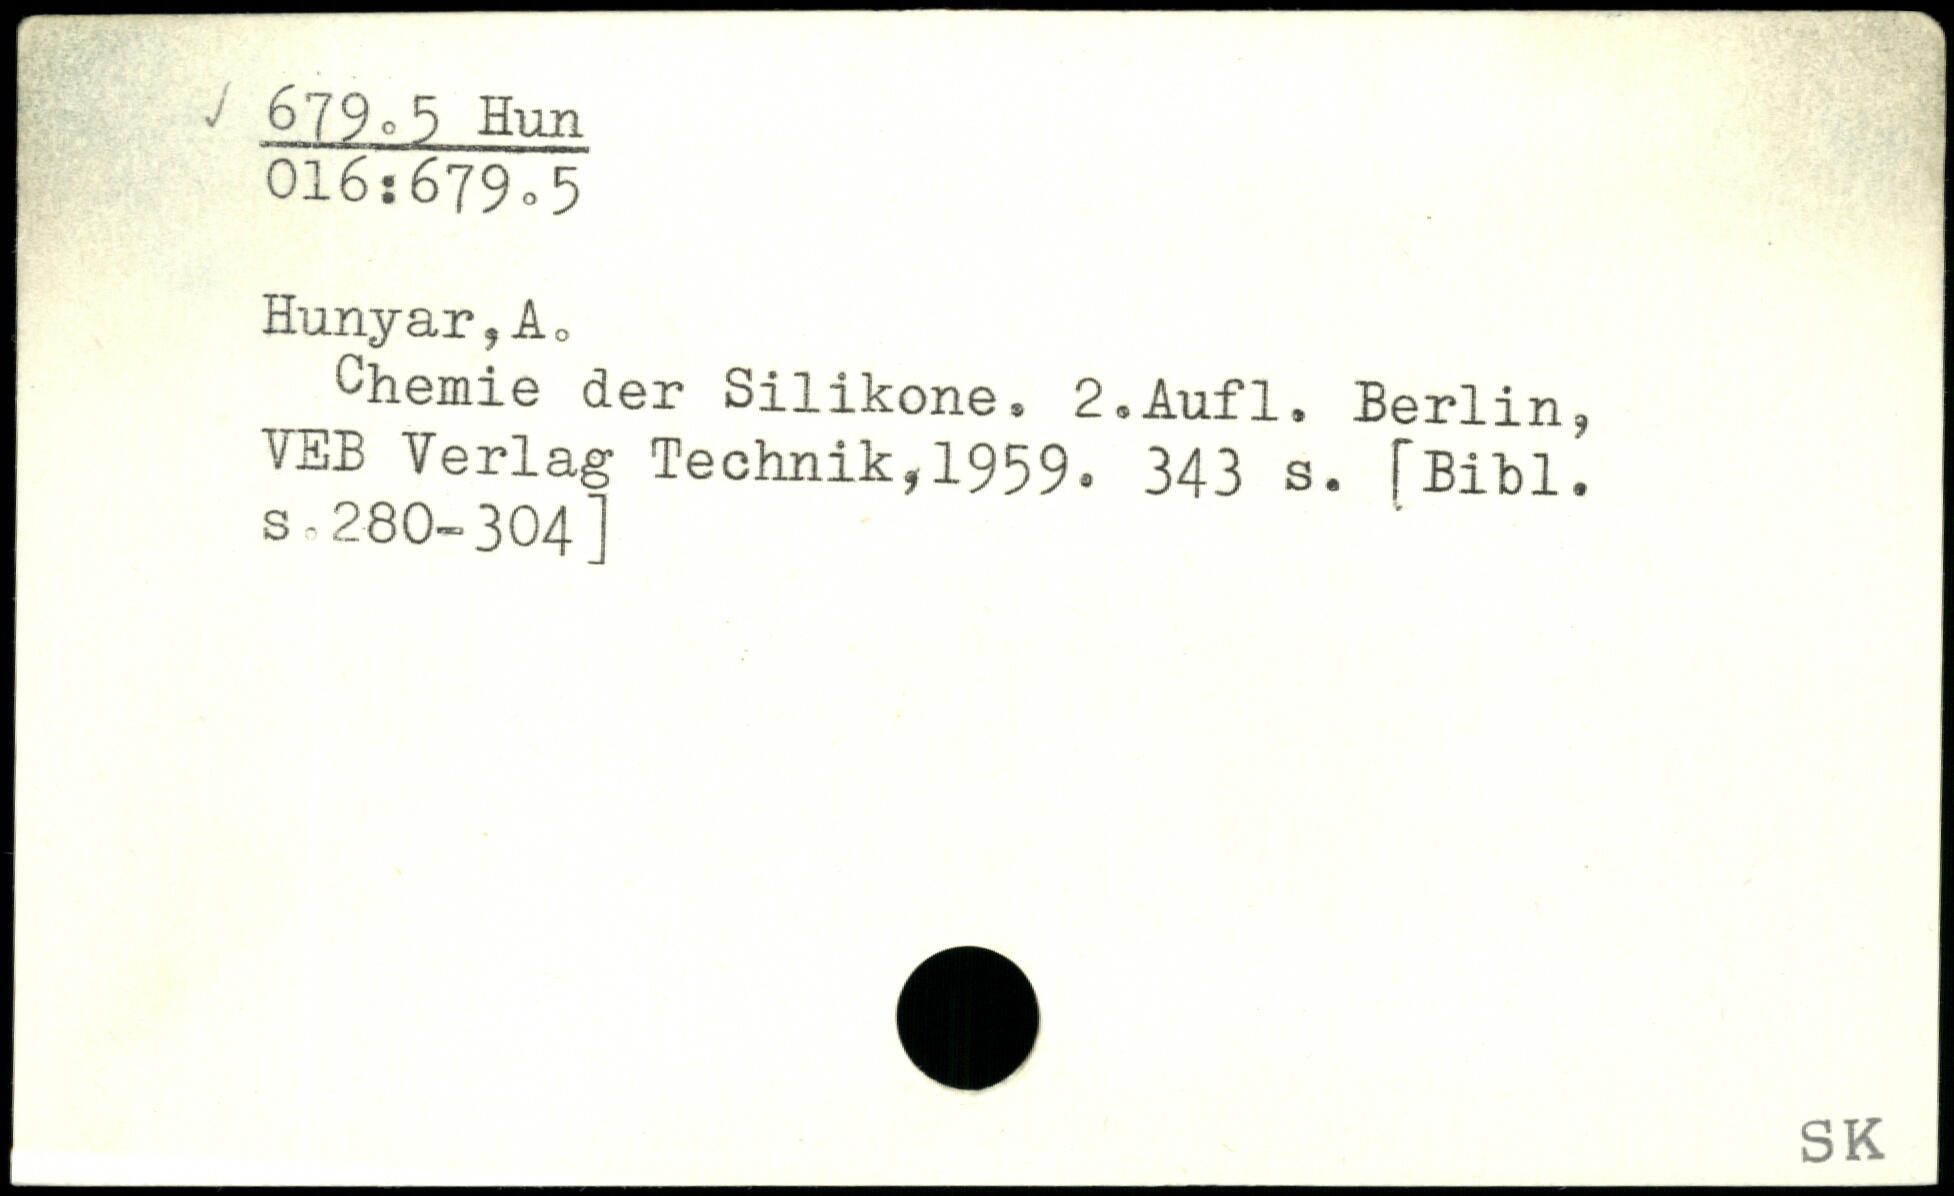 679.5 Hun
016:679.5
Hunyar,A.
Chemie der Silikone. 2.Aufl. Berlin,
VEB Verlag Technik,1959. 343 s. [Bibl.
s.280-304]
SK